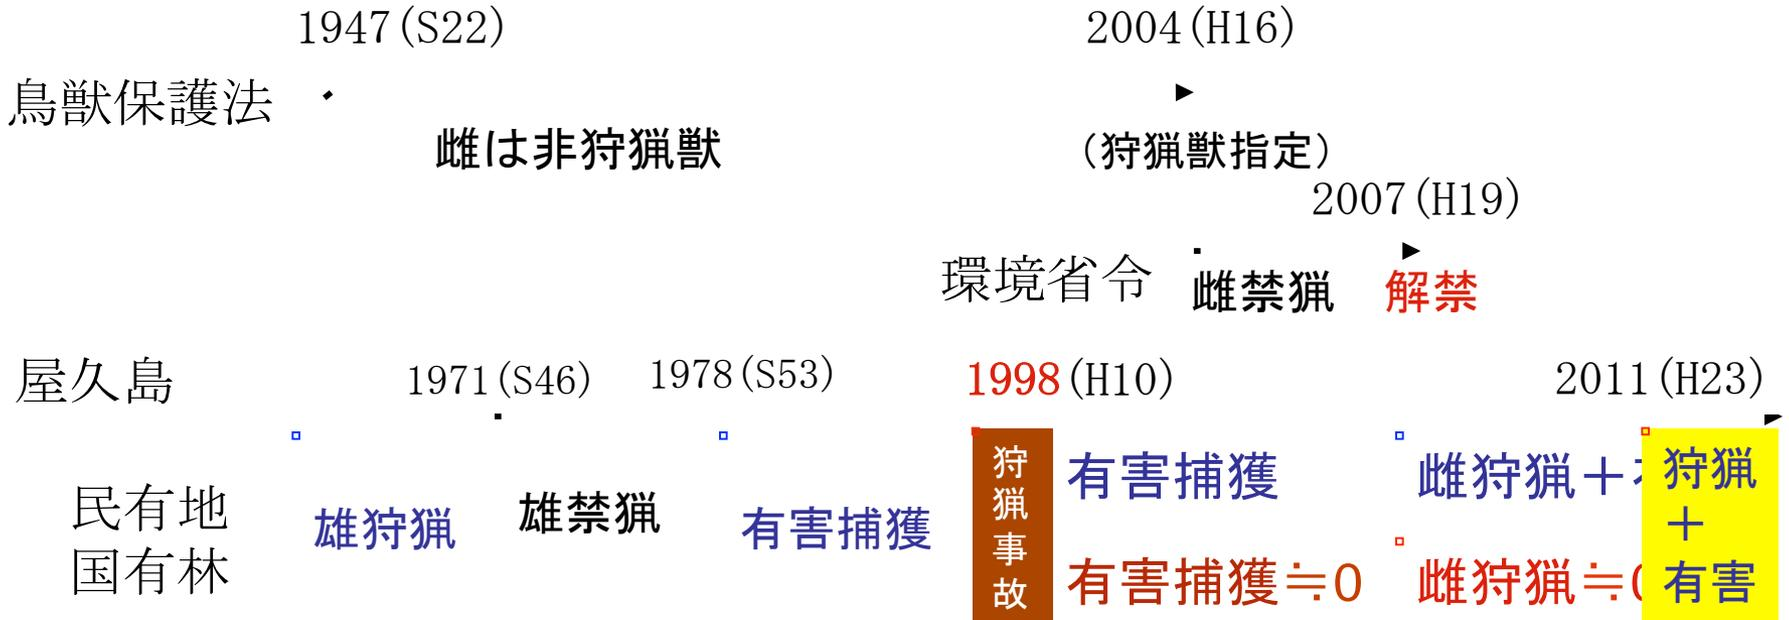 1947(S22)
2004(H16)
鳥獣保護法
雌は非狩猟獣
(狩猟獣指定)
2007(H19)
環境省令
雌禁猟
解禁
屋久島
1971(S46)
1978(S53)
1998(H10)
2011(H23)
民有地
国有林
雄狩猟
雄禁猟
有害捕獲
狩猟事故
有害捕獲
有害捕獲≒0
雌狩猟＋
雌狩猟≒0
狩猟
＋
有害